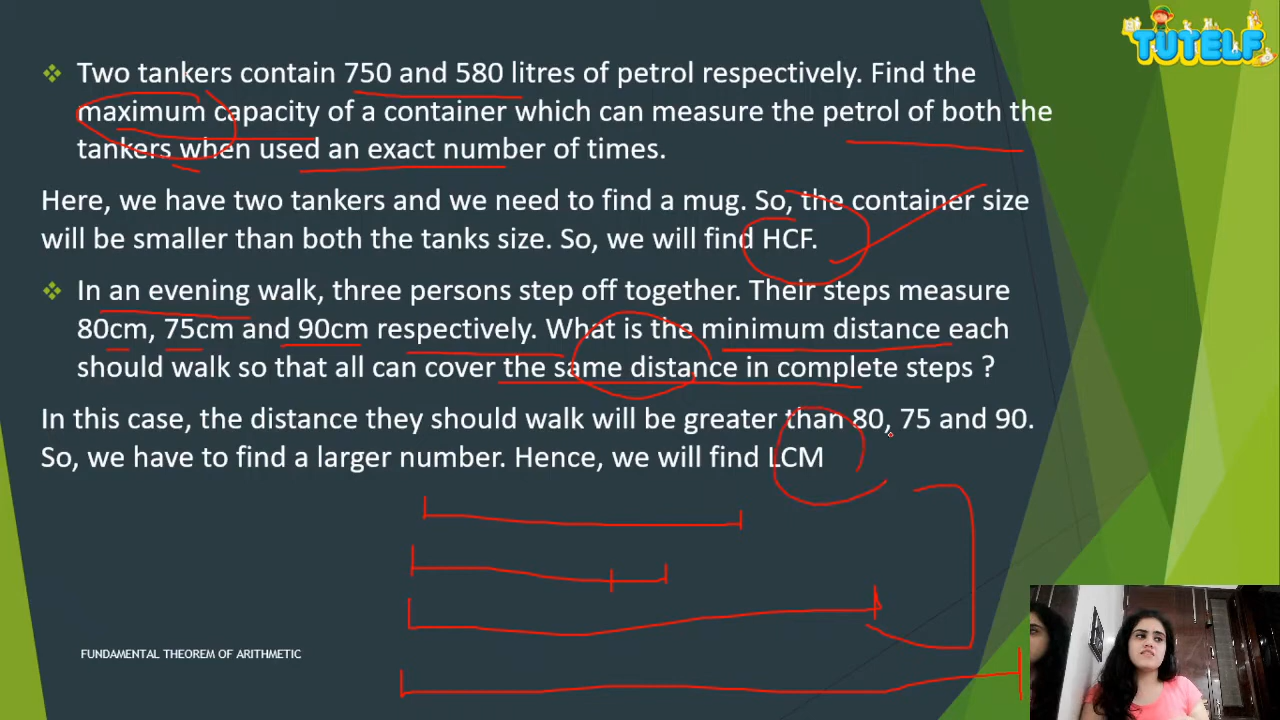 TUTELF
Two tankers contain 750 and 580 litres of petrol respectively. Find the
maximum capacity of a container which can measure the petrol of both the
tankers when used an exact number of times.
Here, we have two tankers and we need to find a mug. So, the container size
will be smaller than both the tanks size. So, we will find HCF.
In an evening walk, three persons step off together. Their steps measure
80cm, 75cm and 90cm respectively. What is the minimum distance each
should walk so that all can cover the same distance in complete steps ?
In this case, the distance they should walk will be greater than 80, 75 and 90.
So, we have to find a larger number. Hence, we will find LCM
FUNDAMENTAL THEOREM OF ARITHMETIC